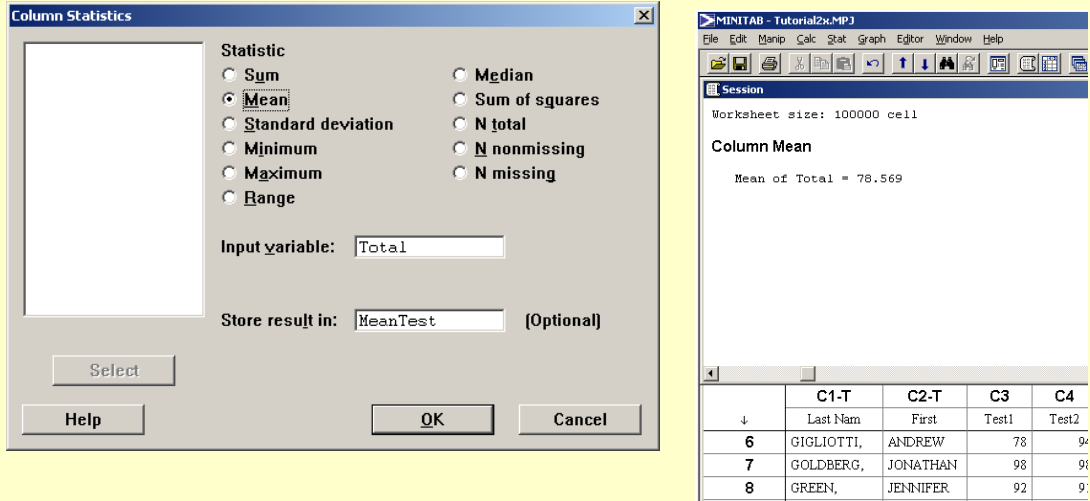 Column Statistics
Statistic
Sum
Mean
Standard deviation
Minimum
Maximum
Range
Median
Sum of squares
N total
N nonmissing
N missing
Input variable: Total
Store result in: MeanTest (Optional)
Select
Help OK Cancel
MINITAB - Tutorial2x.MPJ
File Edit Manip Calc Stat Graph Editor Window Help
Session
Worksheet size: 100000 cell
Column Mean
Mean of Total = 78.569
C1-T C2-T C3 C4
↓ Last Nam First Test1 Test2
6 GIGLIOTTI, ANDREW 78
7 GOLDBERG, JONATHAN 98
8 GREEN, JENNIFER 92